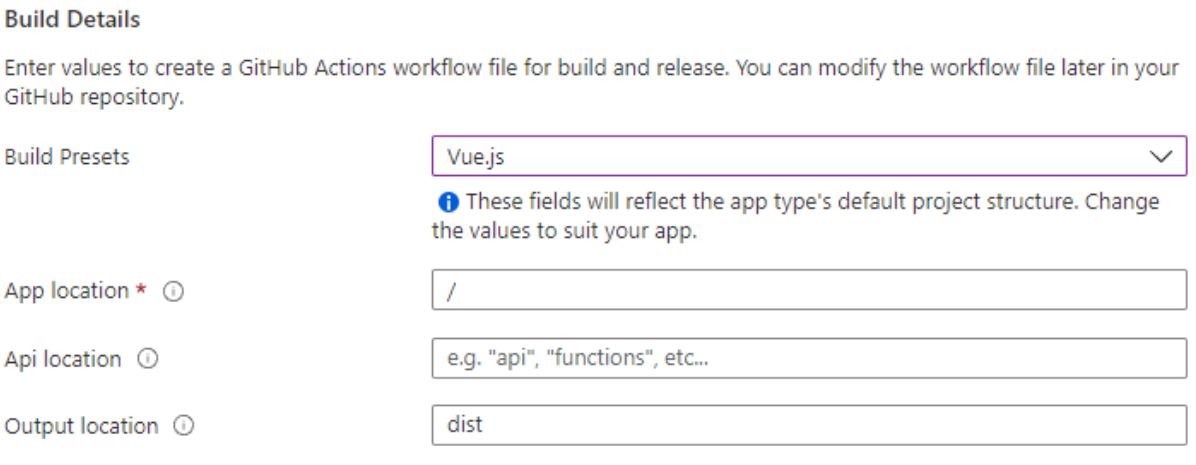 Build Details
Enter values to create a GitHub Actions workflow file for build and release. You can modify the workflow file later in your
GitHub repository.
Build Presets
Vue.js
These fields will reflect the app type's default project structure. Change
the values to suit your app.
App location *
/
Api location
e.g. "api", "functions", etc...
Output location
dist